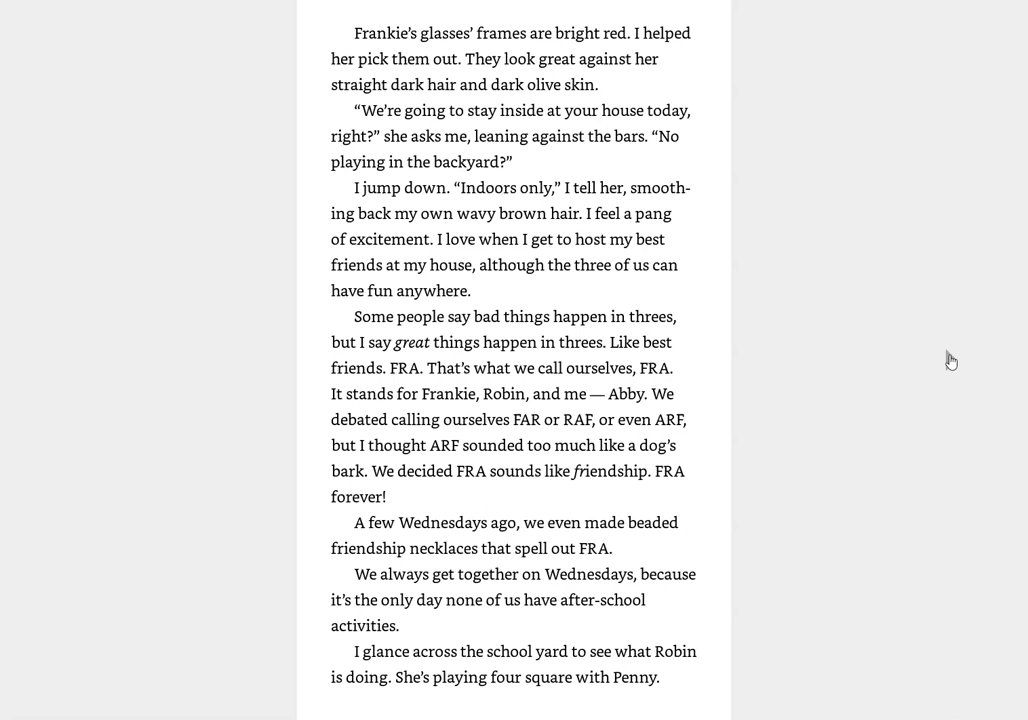 Frankie’s glasses’ frames are bright red. I helped
her pick them out. They look great against her
straight dark hair and dark olive skin.
“We’re going to stay inside at your house today,
right?” she asks me, leaning against the bars. “No
playing in the backyard?”
I jump down. “Indoors only,” I tell her, smooth-
ing back my own wavy brown hair. I feel a pang
of excitement. I love when I get to host my best
friends at my house, although the three of us can
have fun anywhere.
Some people say bad things happen in threes,
but I say great things happen in threes. Like best
friends. FRA. That’s what we call ourselves, FRA.
It stands for Frankie, Robin, and me — Abby. We
debated calling ourselves FAR or RAF, or even ARF,
but I thought ARF sounded too much like a dog’s
bark. We decided FRA sounds like friendship. FRA
forever!
A few Wednesdays ago, we even made beaded
friendship necklaces that spell out FRA.
We always get together on Wednesdays, because
it’s the only day none of us have after-school
activities.
I glance across the school yard to see what Robin
is doing. She’s playing four square with Penny.